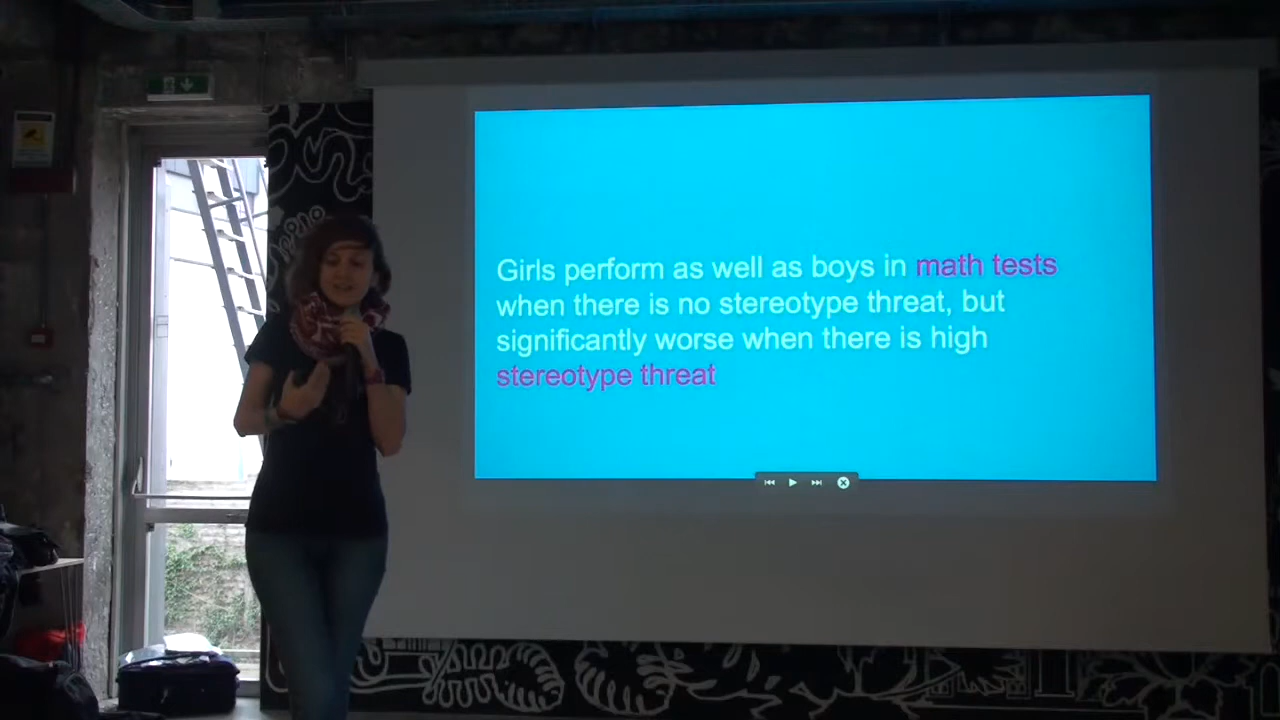 Girls perform as well as boys in math tests
when there is no stereotype threat, but
significantly worse when there is high
stereotype threat